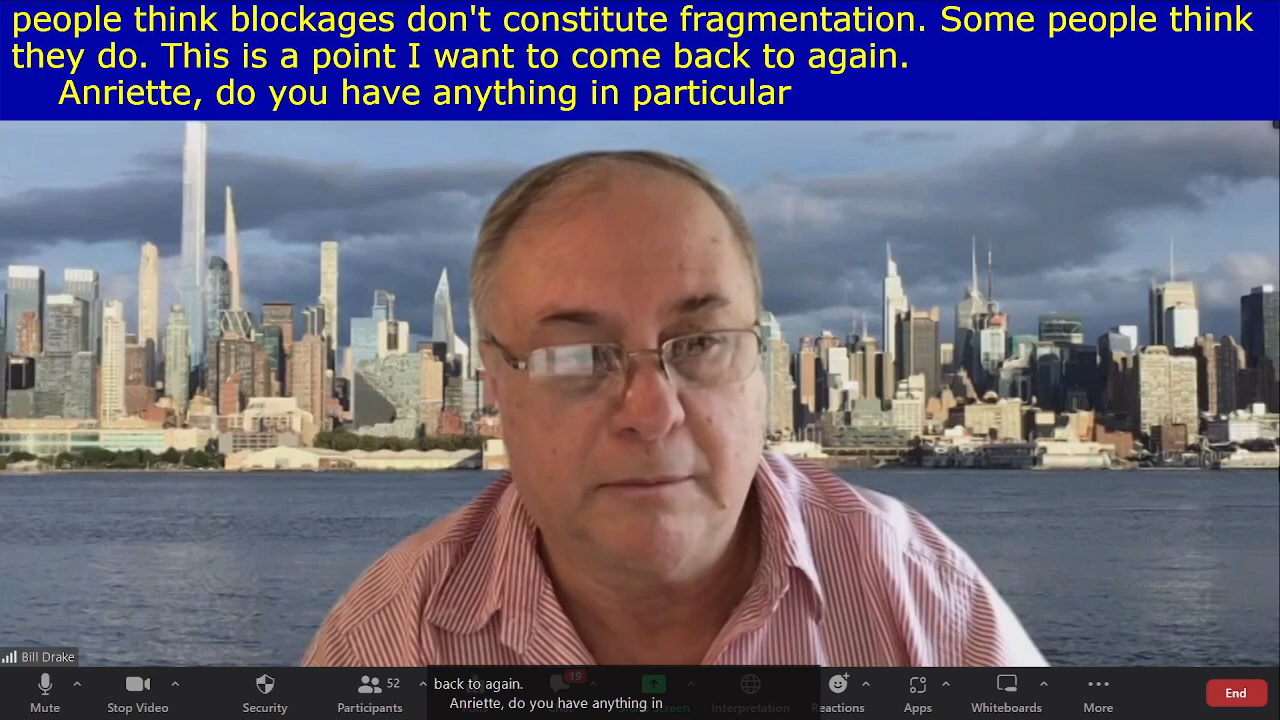 people think blockages don't constitute fragmentation. Some people think
they do. This is a point I want to come back to again.
Anriette, do you have anything in particular
Bill Drake
back to again.
Anriette, do you have anything in
52
19
Mute
Stop Video
Security
Participants
Interpretation
Reactions
Apps
Whiteboards
More
End